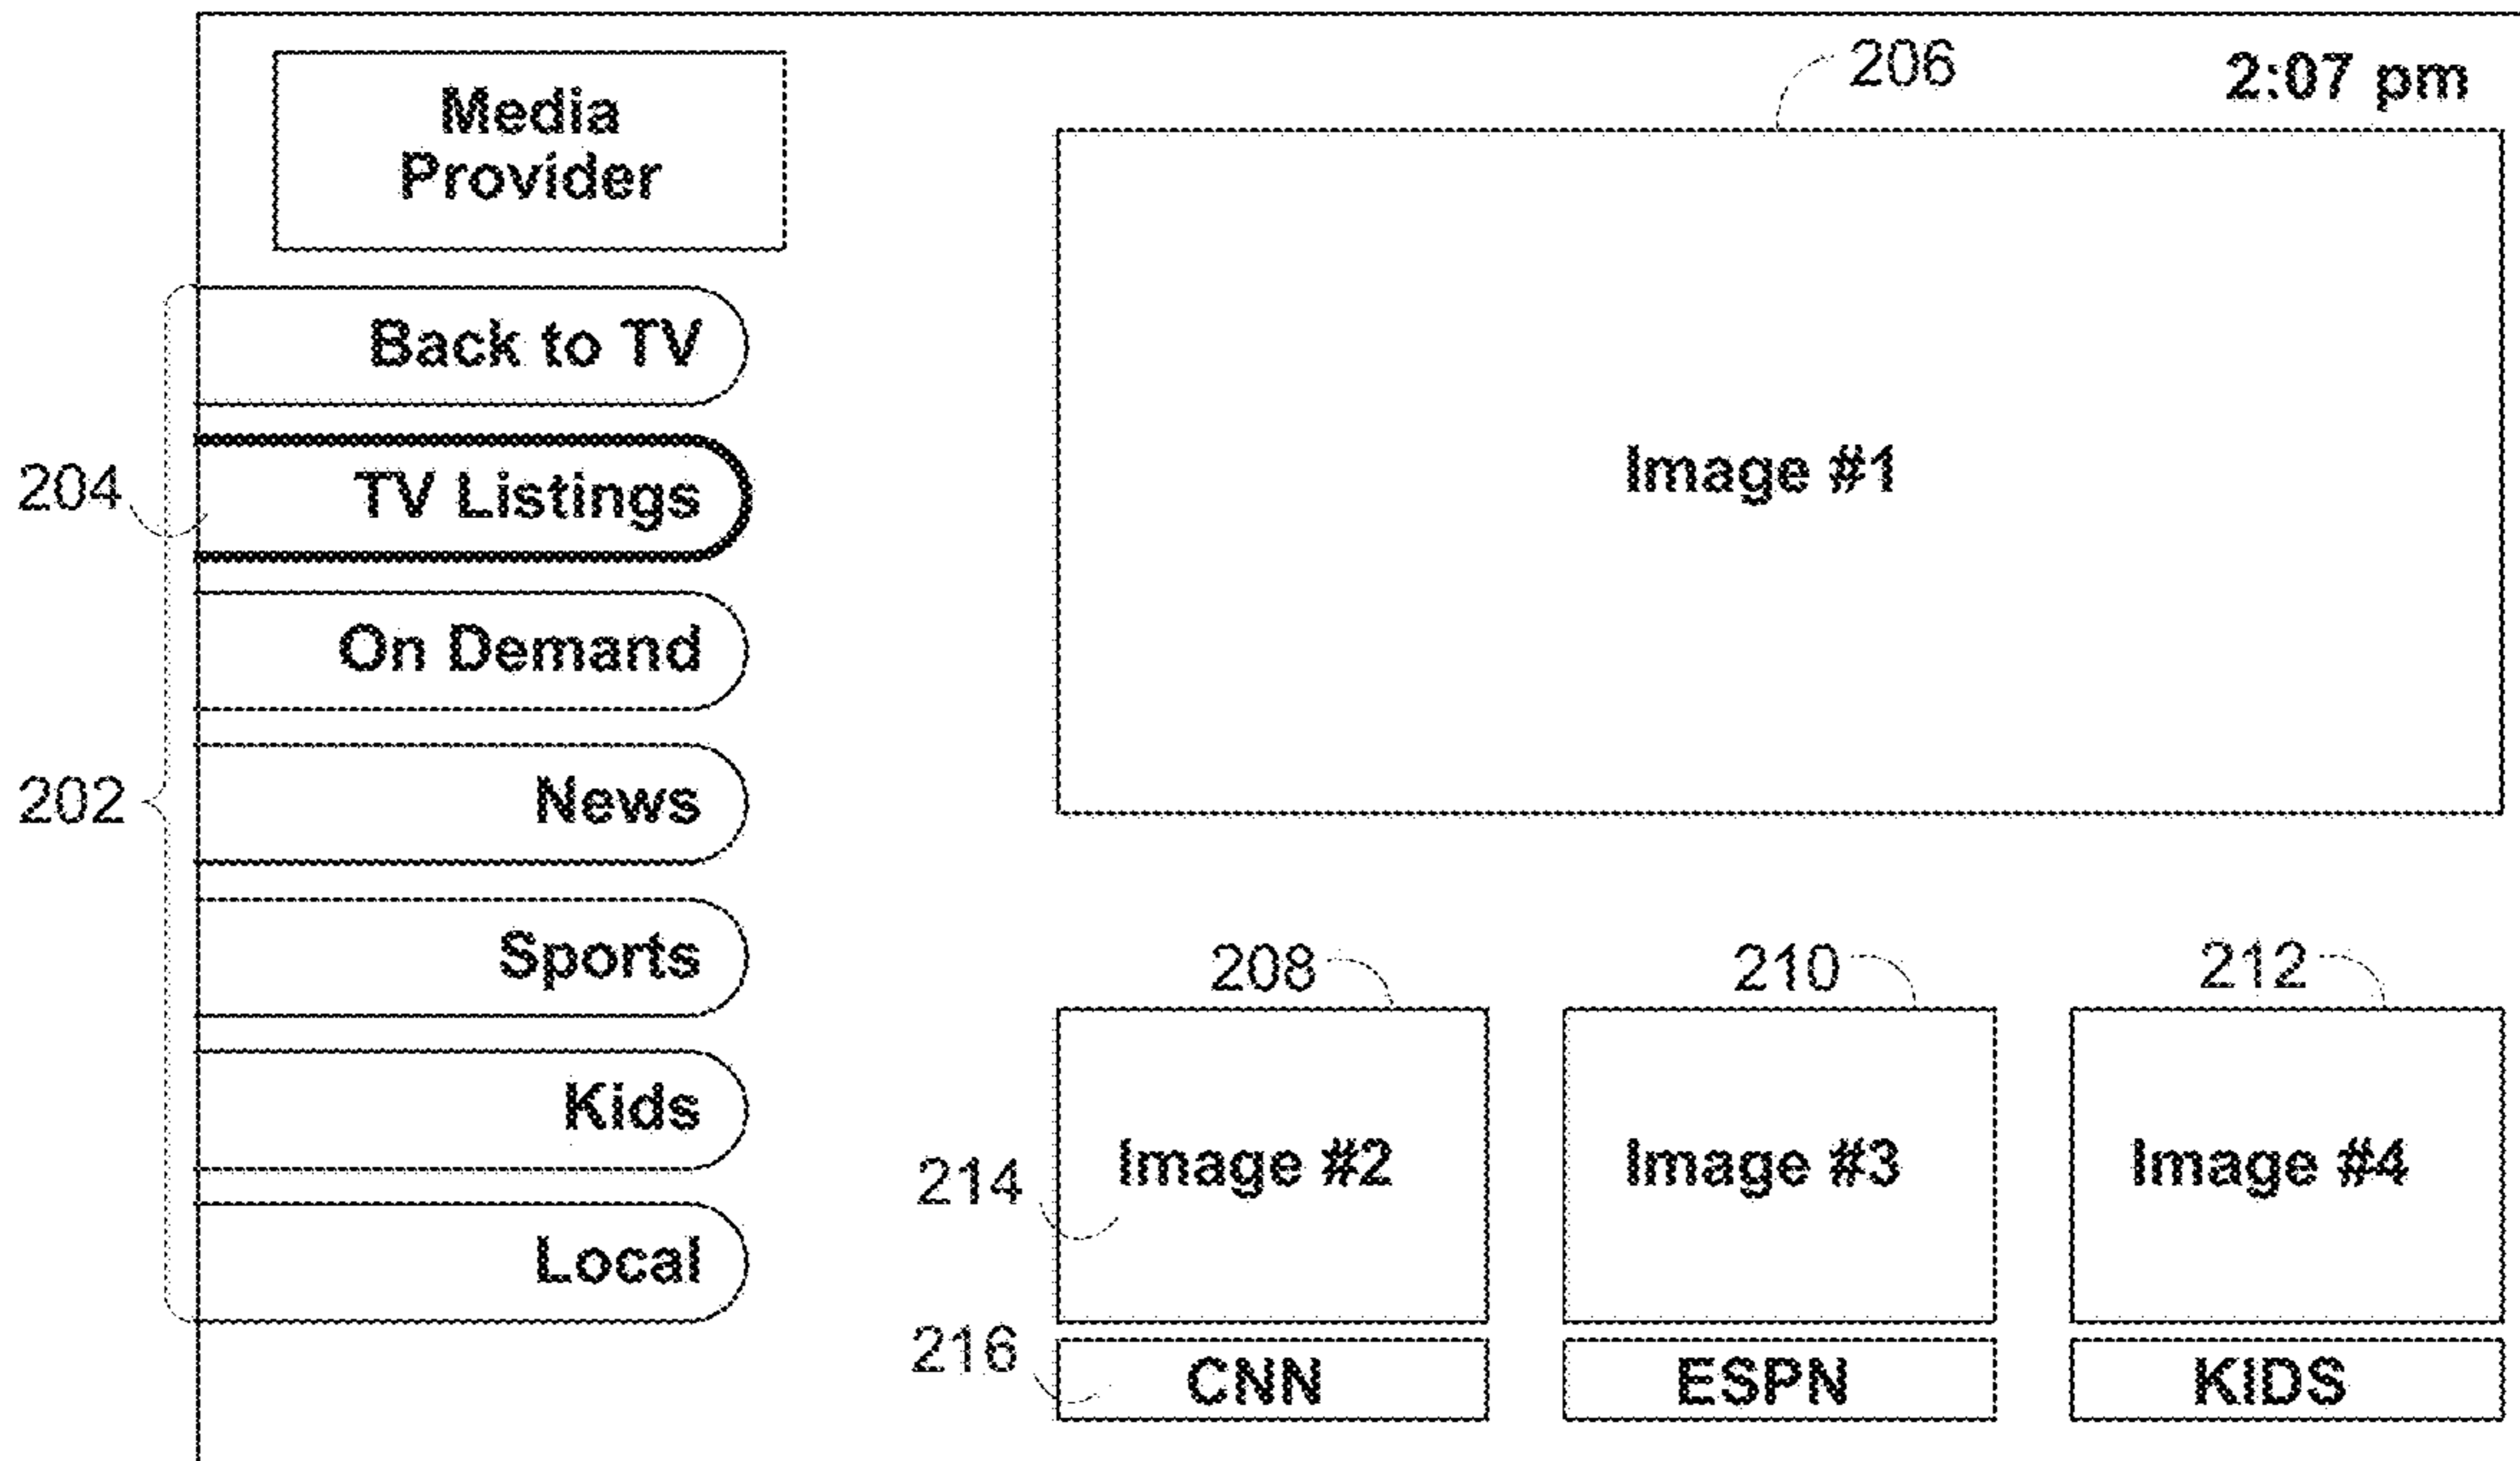 Media
Provider
206
2:07 pm
Back to TV
204
TV Listings
Image #1
On Demand
202
News
Sports
208
210
212
Kids
214
Image #2
Image #3
Image #4
Local
216
CNN
ESPN
KIDS